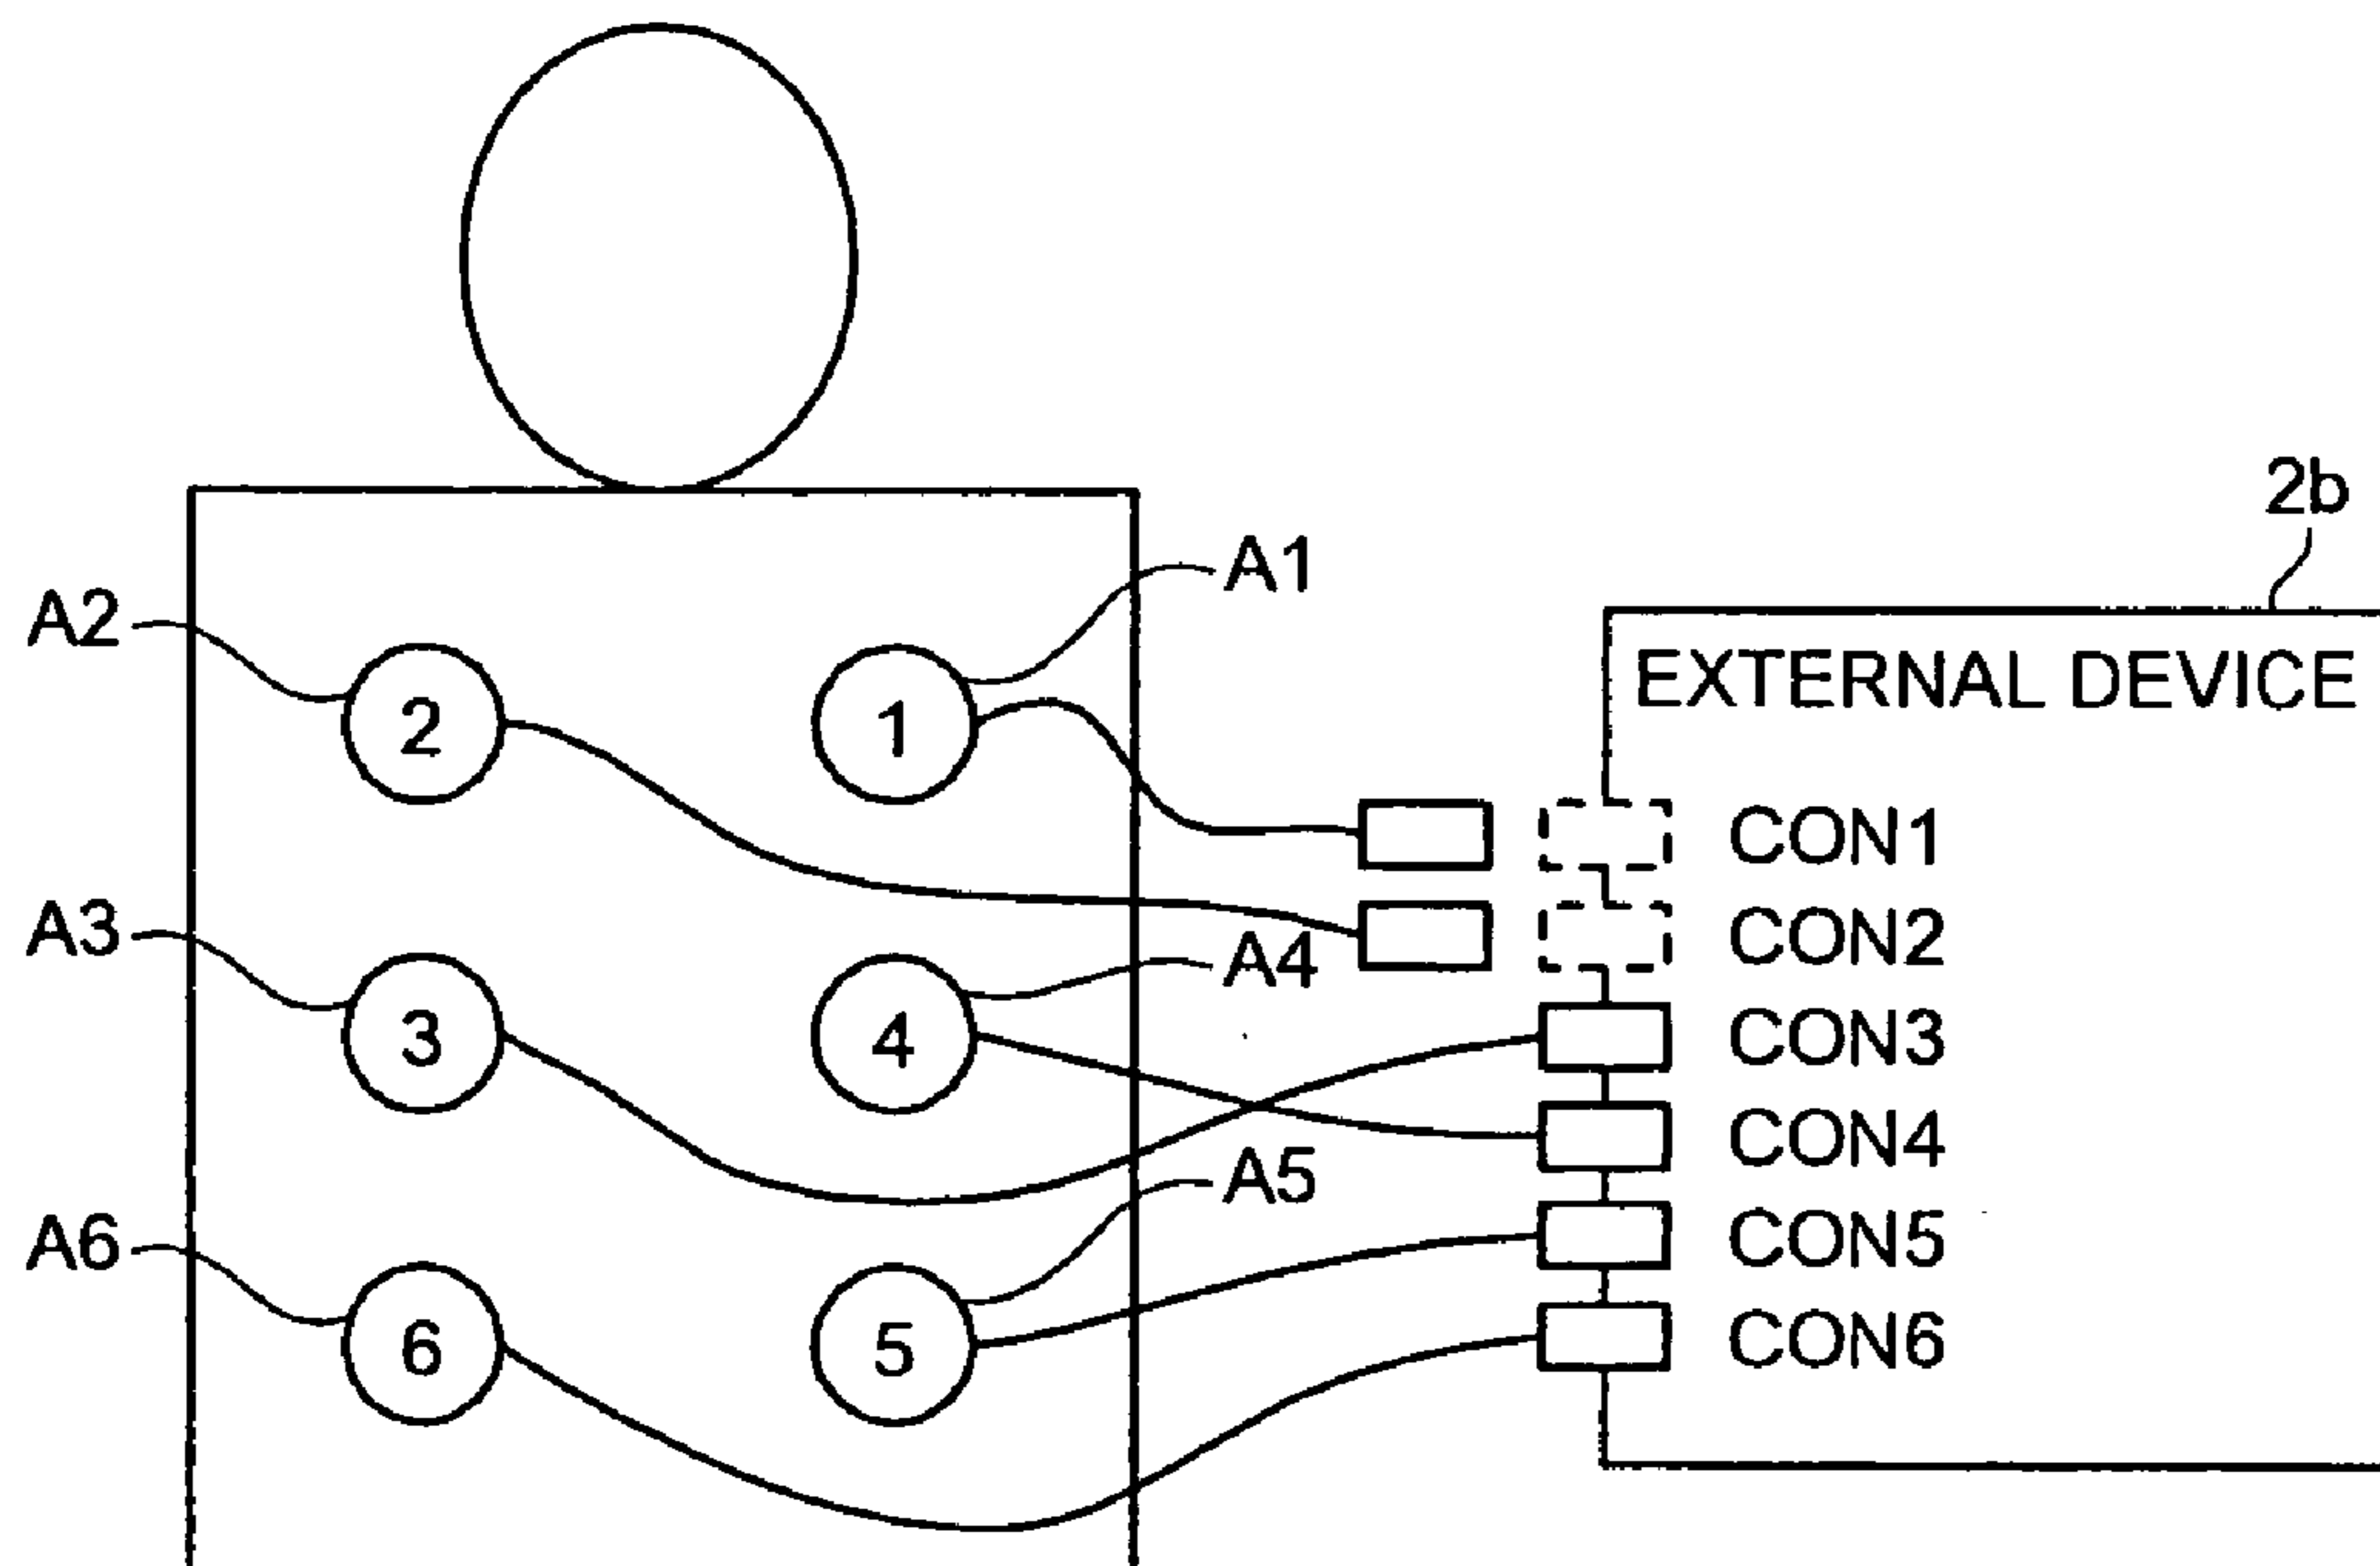 2b
A1
A2
EXTERNAL DEVICE
2
1
CON1
A3
A4
CON2
3
4
CON3
CON4
A5
A6
CON5
6
5
CON6